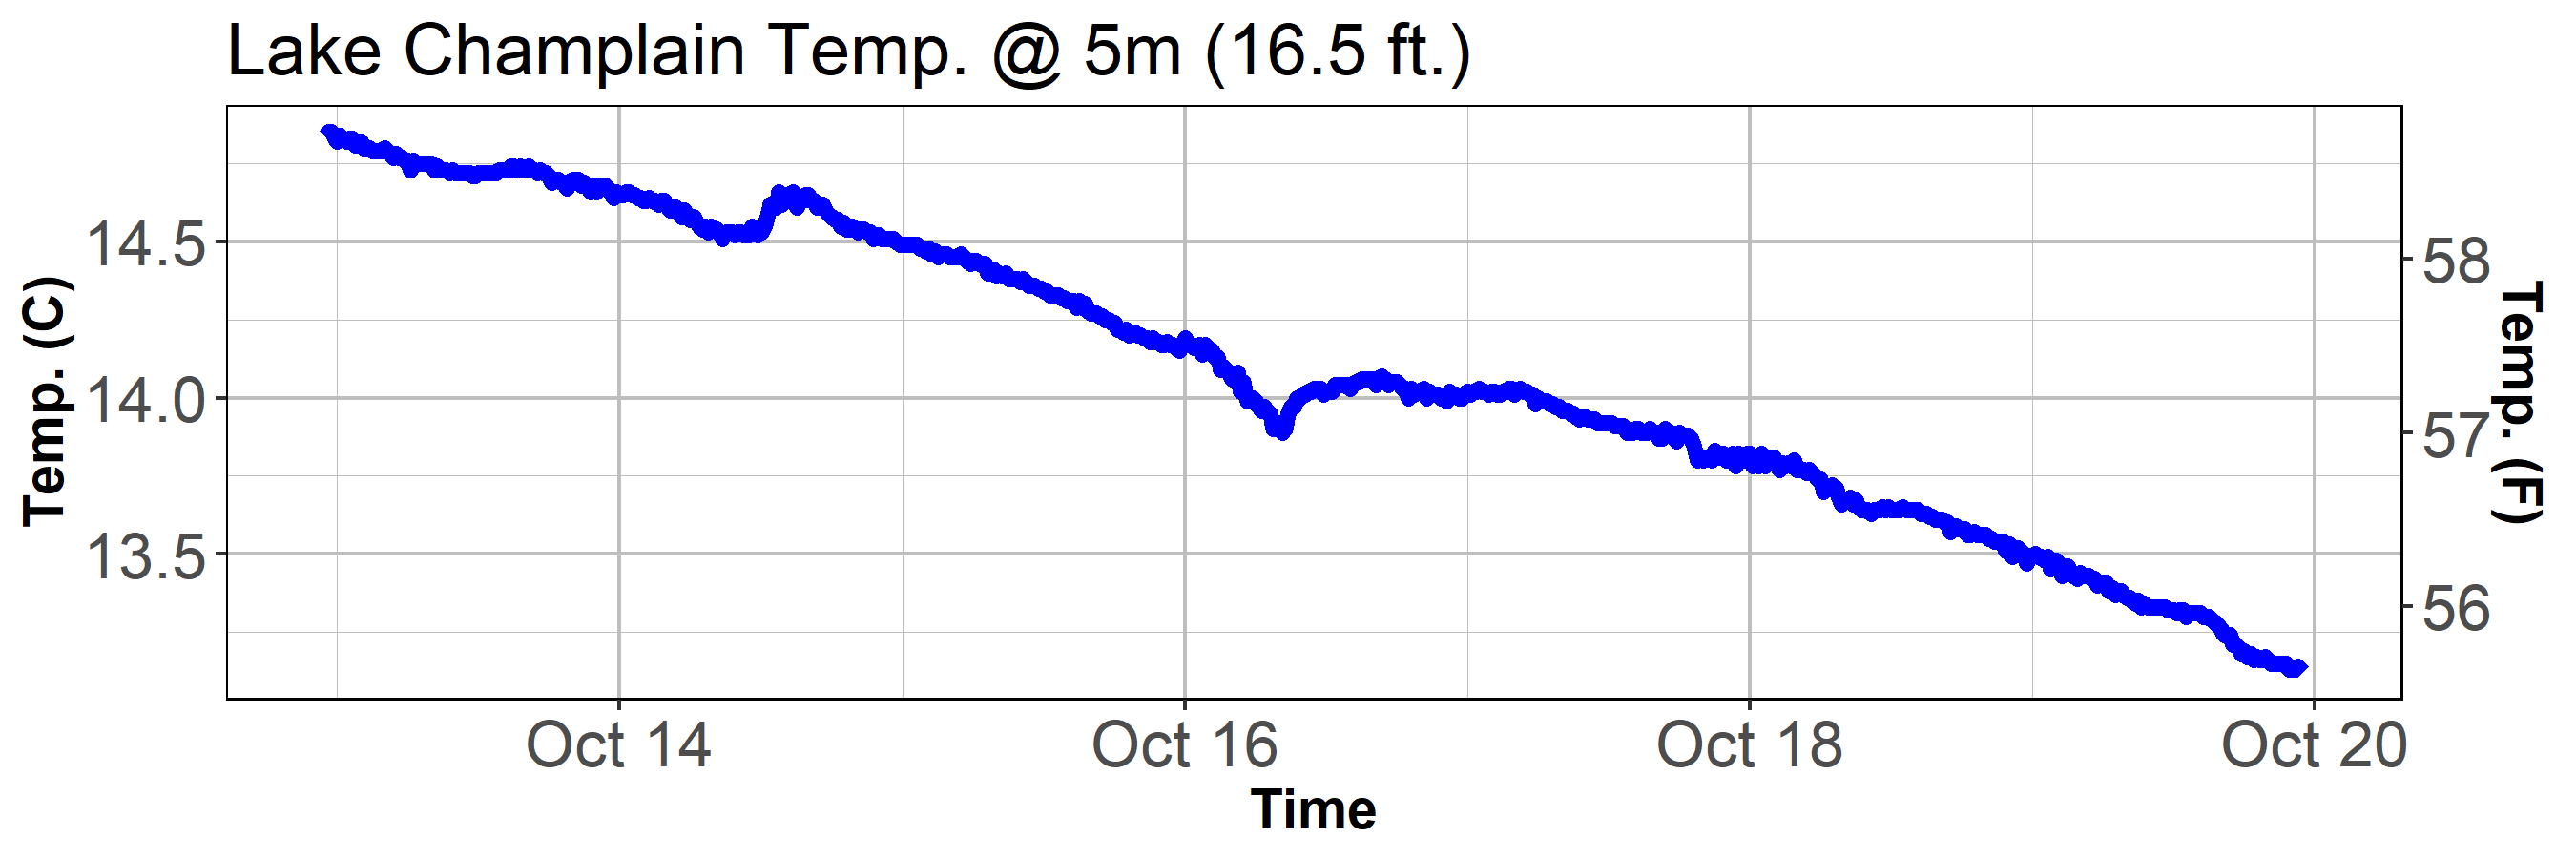 Lake Champlain Temp. @ 5m (16.5 ft.)
Temp. (C)
14.5
14.0
13.5
58
57
56
Temp. (F)
Oct 14
Oct 16
Oct 18
Oct 20
Time